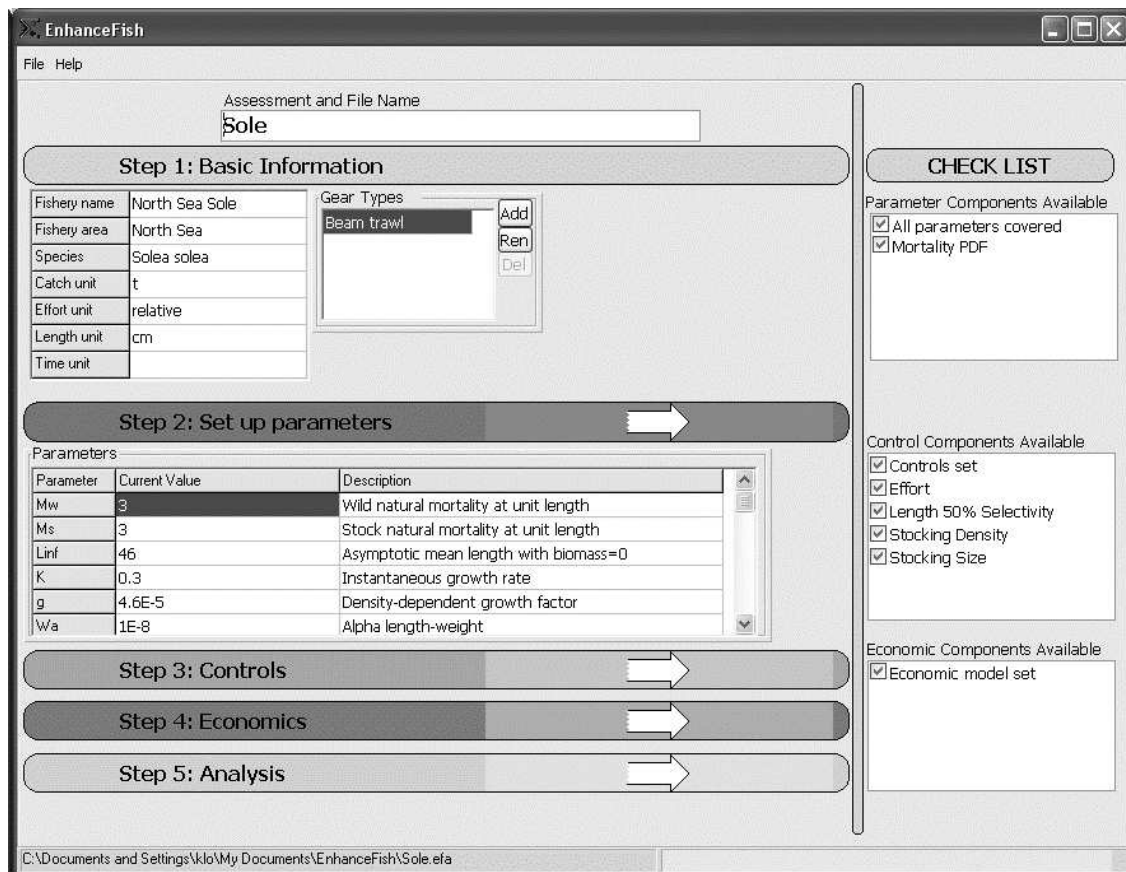 EnhanceFish
File Help
Assessment and File Name
Sole
Step 1: Basic Information
Fishery name North Sea Sole
Fishery area North Sea
Species Solea solea
Catch unit t
Effort unit relative
Length unit cm
Time unit
Gear Types
Beam trawl
Add
Ren
Del
Step 2: Set up parameters
Parameters
Parameter Current Value Description
Mw 3 Wild natural mortality at unit length
Ms 3 Stock natural mortality at unit length
Linf 46 Asymptotic mean length with biomass=0
K 0.3 Instantaneous growth rate
g 4.6E-5 Density-dependent growth factor
Wa 1E-8 Alpha length-weight
Step 3: Controls
Step 4: Economics
Step 5: Analysis
CHECK LIST
Parameter Components Available
All parameters covered
Mortality PDF
Control Components Available
Controls set
Effort
Length 50% Selectivity
Stocking Density
Stocking Size
Economic Components Available
Economic model set
C:\Documents and Settings\klo\My Documents\EnhanceFish\Sole.efa